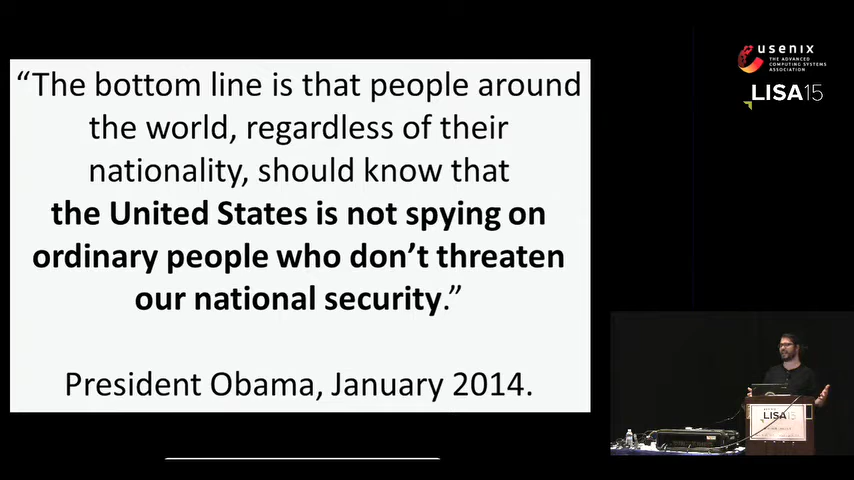 “The bottom line is that people around
the world, regardless of their
nationality, should know that
the United States is not spying on
ordinary people who don’t threaten
our national security.”
President Obama, January 2014.
usenix
THE ADVANCED
COMPUTING SYSTEMS
ASSOCIATION
LISA15
LISA15